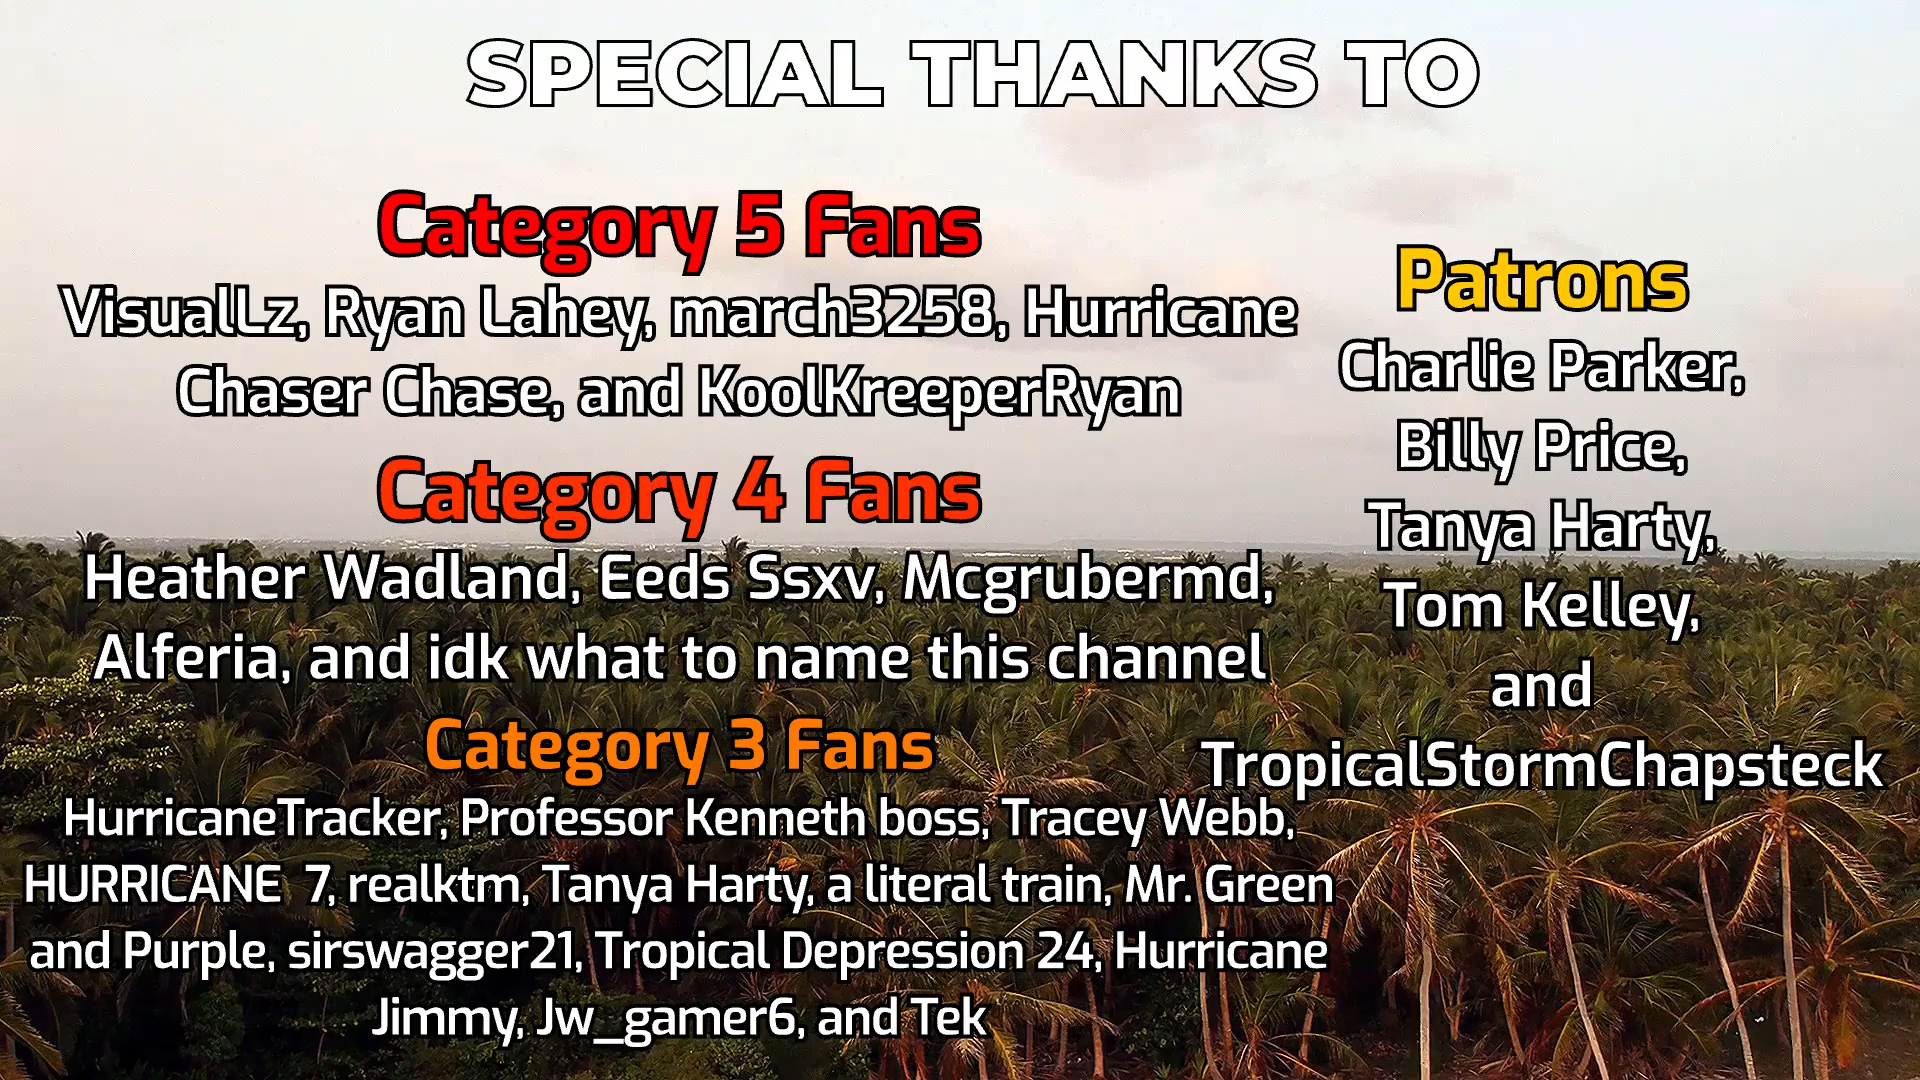 SPECIAL THANKS TO
Category 5 Fans
VisualLz, Ryan Lahey, march3258, Hurricane
Chaser Chase, and KoolKreeperRyan
Category 4 Fans
Heather Wadland, Eeds Ssxv, Mcgrubermd,
Alferia, and idk what to name this channel
Category 3 Fans
HurricaneTracker, Professor Kenneth boss, Tracey Webb,
HURRICANE  7, realktm, Tanya Harty, a literal train, Mr. Green
and Purple, sirswagger21, Tropical Depression 24, Hurricane
Jimmy, Jw_gamer6, and Tek
Patrons
Charlie Parker,
Billy Price,
Tanya Harty,
Tom Kelley,
and
TropicalStormChapsteck